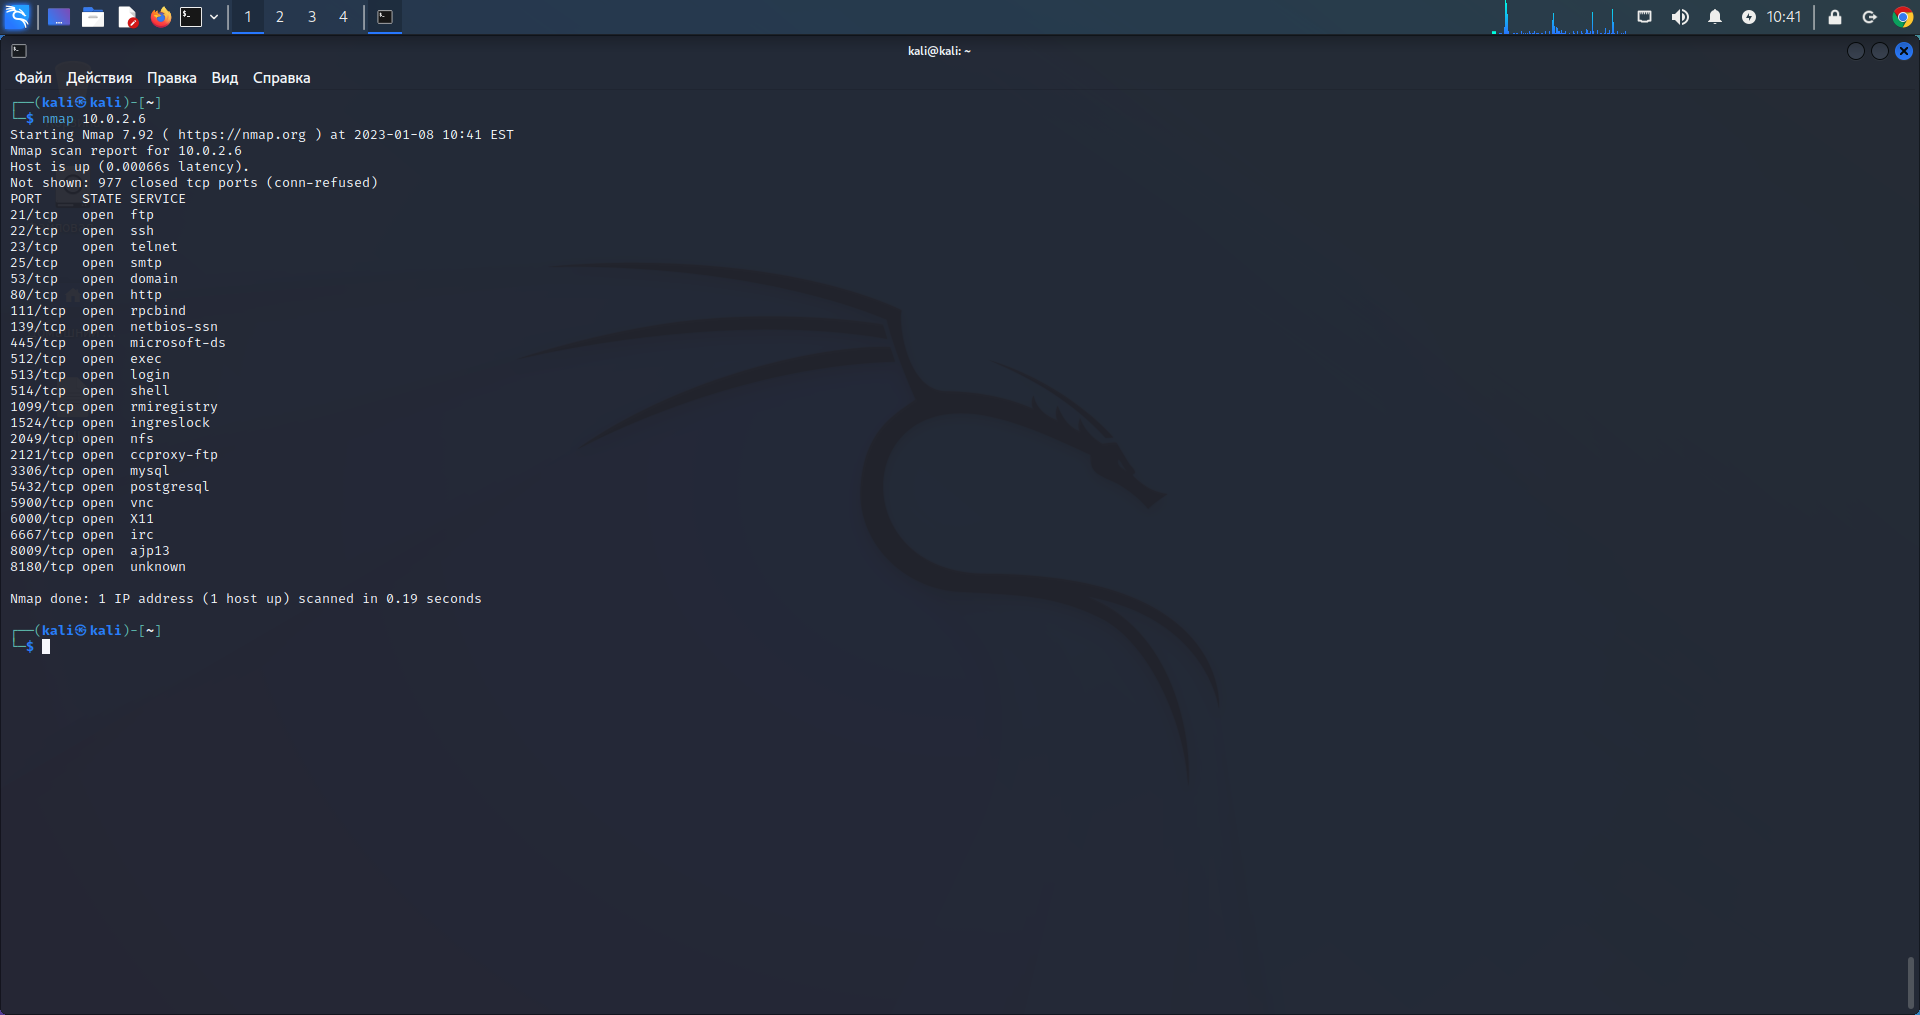 1 2 3 4 10:41
kali@kali: ~
Файл Действия Правка Вид Справка
┌──(kali㉿kali)-[~]
└─$ nmap 10.0.2.6
Starting Nmap 7.92 ( https://nmap.org ) at 2023-01-08 10:41 EST
Nmap scan report for 10.0.2.6
Host is up (0.00066s latency).
Not shown: 977 closed tcp ports (conn-refused)
PORT     STATE SERVICE
21/tcp   open  ftp
22/tcp   open  ssh
23/tcp   open  telnet
25/tcp   open  smtp
53/tcp   open  domain
80/tcp   open  http
111/tcp  open  rpcbind
139/tcp  open  netbios-ssn
445/tcp  open  microsoft-ds
512/tcp  open  exec
513/tcp  open  login
514/tcp  open  shell
1099/tcp open  rmiregistry
1524/tcp open  ingreslock
2049/tcp open  nfs
2121/tcp open  ccproxy-ftp
3306/tcp open  mysql
5432/tcp open  postgresql
5900/tcp open  vnc
6000/tcp open  X11
6667/tcp open  irc
8009/tcp open  ajp13
8180/tcp open  unknown
Nmap done: 1 IP address (1 host up) scanned in 0.19 seconds
┌──(kali㉿kali)-[~]
└─$